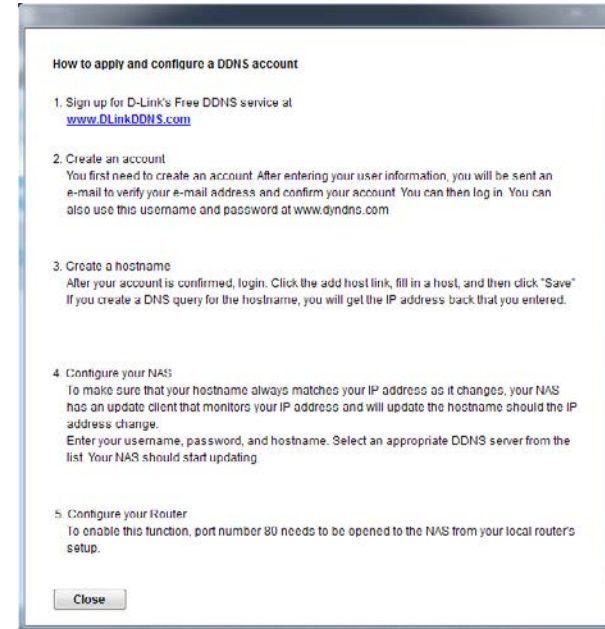 How to apply and configure a DDNS account
1. Sign up for D-Link's Free DDNS service at
www.DLinkDDNS.com
2. Create an account
You first need to create an account. After entering your user information, you will be sent an
e-mail to verify your e-mail address and confirm your account. You can then log in. You can
also use this username and password at www.dyndns.com
3. Create a hostname
After your account is confirmed, login. Click the add host link, fill in a host, and then click "Save"
If you create a DNS query for the hostname, you will get the IP address back that you entered.
4. Configure your NAS
To make sure that your hostname always matches your IP address as it changes, your NAS
has an update client that monitors your IP address and will update the hostname should the IP
address change.
Enter your username, password, and hostname. Select an appropriate DDNS server from the
list. Your NAS should start updating.
5. Configure your Router
To enable this function, port number 80 needs to be opened to the NAS from your local router's
setup.
Close